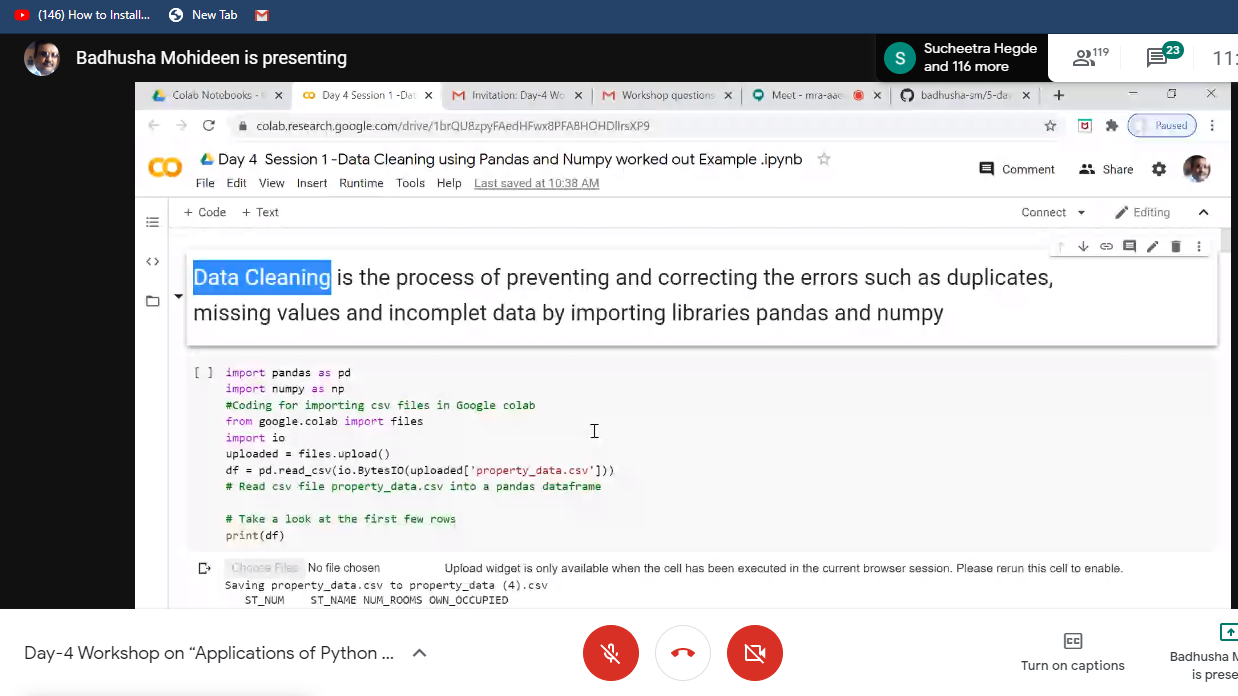 (146) How to Install...
New Tab
Badhusha Mohideen is presenting
S
Sucheetra Hegde
and 116 more
119
23
11:
Colab Notebooks -
Day 4 Session 1 -Dat
Invitation: Day-4 Wo
Workshop questions
Meet - mra-aae
badhusha-sm/5-day
colab.research.google.com/drive/1brQU8zpyFAedHFwx8PFA8HOHDllrsXP9
Paused
Day 4 Session 1 -Data Cleaning using Pandas and Numpy worked out Example .ipynb
File Edit View Insert Runtime Tools Help Last saved at 10:38 AM
Comment
Share
+ Code + Text
Connect
Editing
Data Cleaning is the process of preventing and correcting the errors such as duplicates,
missing values and incomplet data by importing libraries pandas and numpy
[ ] import pandas as pd
import numpy as np
#Coding for importing csv files in Google colab
from google.colab import files
import io
uploaded = files.upload()
df = pd.read_csv(io.BytesIO(uploaded['property_data.csv']))
# Read csv file property_data.csv into a pandas dataframe
# Take a look at the first few rows
print(df)
Choose Files No file chosen Upload widget is only available when the cell has been executed in the current browser session. Please rerun this cell to enable.
Saving property_data.csv to property_data (4).csv
ST_NUM ST_NAME NUM_ROOMS OWN_OCCUPIED
Day-4 Workshop on “Applications of Python ...
CC
Turn on captions
Badhusha M
is prese